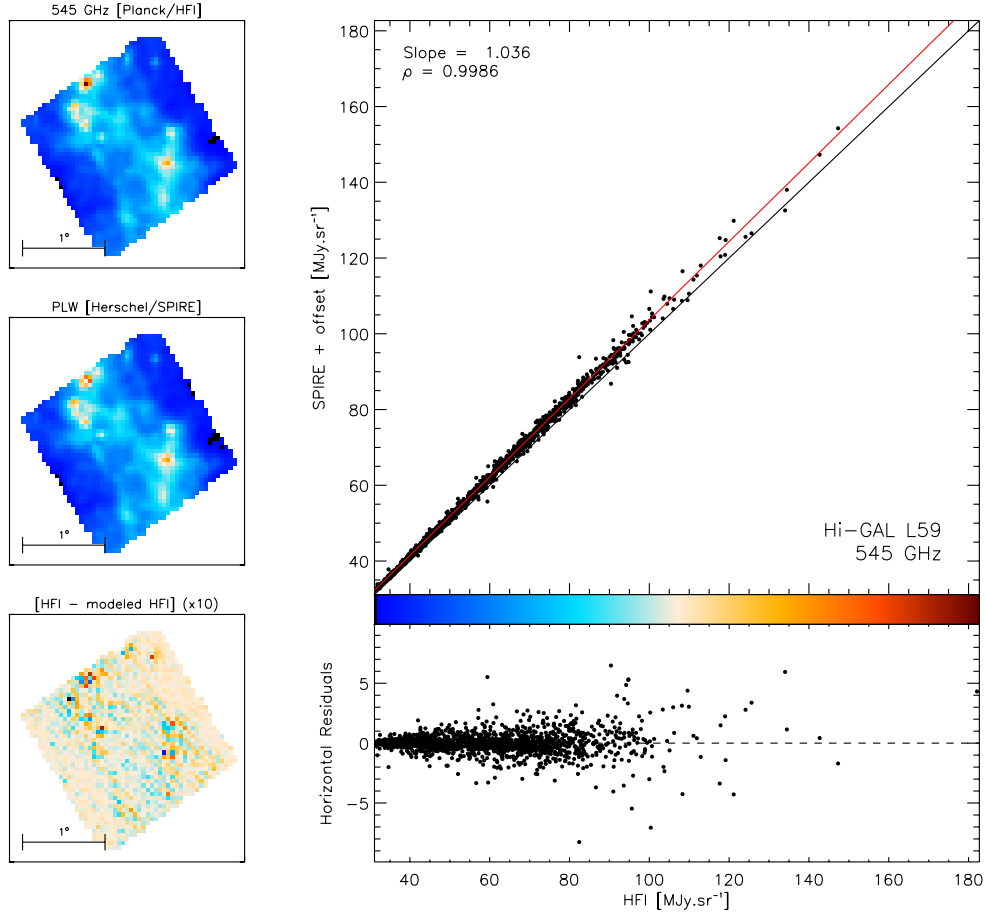 545 GHz [Planck/HFI]
1°
PLW [Herschel/SPIRE]
1°
[HFI − modeled HFI] (x10)
1°
Slope = 1.036
ρ = 0.9986
Hi−GAL L59
545 GHz
SPIRE + offset [MJy.sr⁻¹]
180
160
140
120
100
80
60
40
Horizontal Residuals
5
0
−5
40 60 80 100 120 140 160 180
HFI [MJy.sr⁻¹]